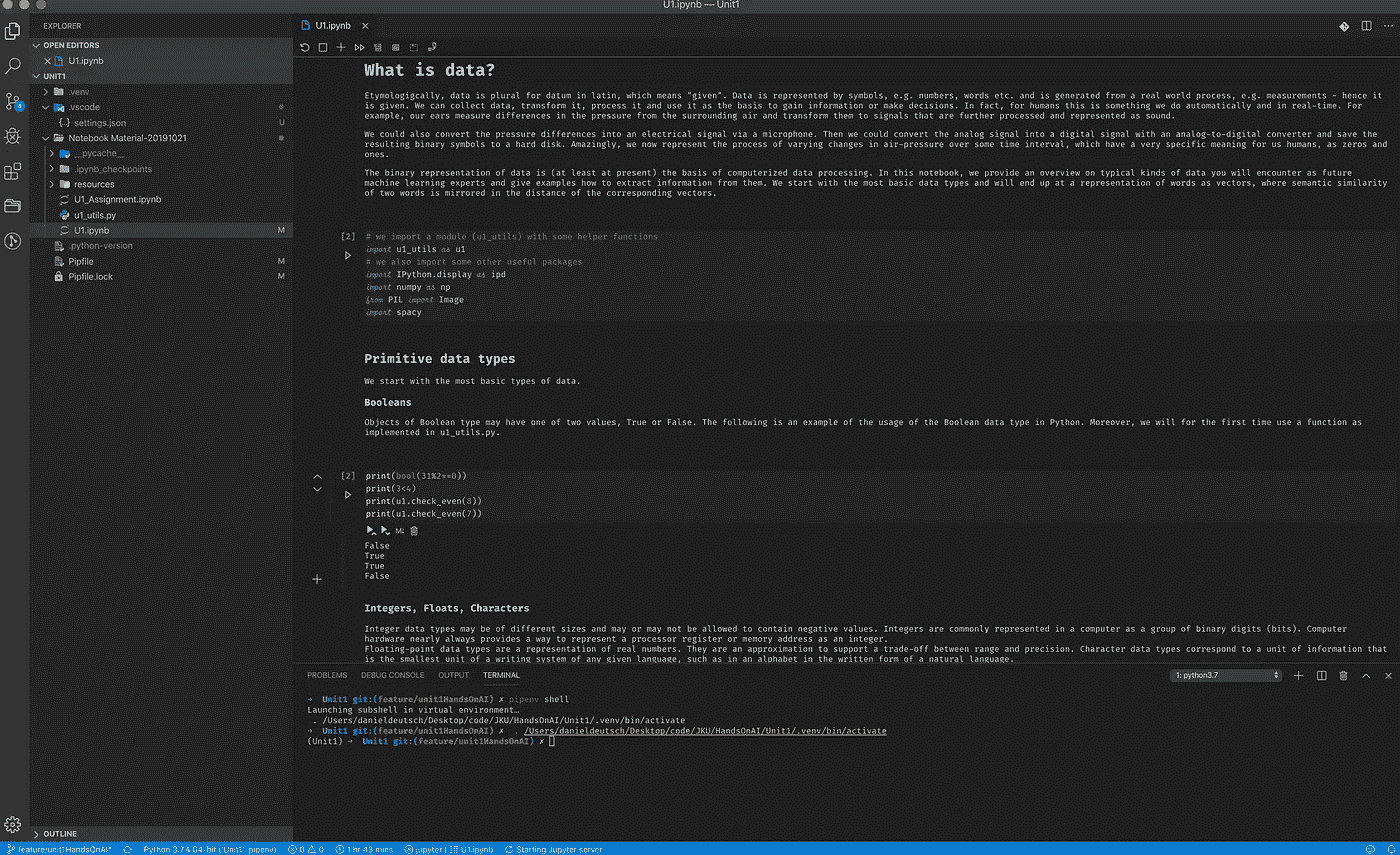 U1.ipynb — Unit1
EXPLORER
OPEN EDITORS
U1.ipynb
UNIT1
.venv
.vscode
settings.json U
Notebook Material-20191021
__pycache__
.ipynb_checkpoints
resources
U1_Assignment.ipynb
u1_utils.py
U1.ipynb M
.python-version
Pipfile M
Pipfile.lock M
OUTLINE
U1.ipynb
What is data?
Etymologigcally, data is plural for datum in latin, which means "given". Data is represented by symbols, e.g. numbers, words etc. and is generated from a real world process, e.g. measurements - hence it
is given. We can collect data, transform it, process it and use it as the basis to gain information or make decisions. In fact, for humans this is something we do automatically and in real-time. For
example, our ears measure differences in the pressure from the surrounding air and transform them to signals that are further processed and represented as sound.
We could also convert the pressure differences into an electrical signal via a microphone. Then we could convert the analog signal into a digital signal with an analog-to-digital converter and save the
resulting binary symbols to a hard disk. Amazingly, we now represent the process of varying changes in air-pressure over some time interval, which have a very specific meaning for us humans, as zeros and
ones.
The binary representation of data is (at least at present) the basis of computerized data processing. In this notebook, we provide an overview on typical kinds of data you will encounter as future
machine learning experts and give examples how to extract information from them. We start with the most basic data types and will end up at a representation of words as vectors, where semantic similarity
of two words is mirrored in the distance of the corresponding vectors.
[2] # we import a module (u1_utils) with some helper functions
import u1_utils as u1
# we also import some other useful packages
import IPython.display as ipd
import numpy as np
from PIL import Image
import spacy
Primitive data types
We start with the most basic types of data.
Booleans
Objects of Boolean type may have one of two values, True or False. The following is an example of the usage of the Boolean data type in Python. Moreover, we will for the first time use a function as
implemented in u1_utils.py.
[2] print(bool(31%2==0))
print(3<4)
print(u1.check_even(8))
print(u1.check_even(7))
M↓
False
True
True
False
Integers, Floats, Characters
Integer data types may be of different sizes and may or may not be allowed to contain negative values. Integers are commonly represented in a computer as a group of binary digits (bits). Computer
hardware nearly always provides a way to represent a processor register or memory address as an integer.
Floating-point data types are a representation of real numbers. They are an approximation to support a trade-off between range and precision. Character data types correspond to a unit of information that
is the smallest unit of a writing system of any given language, such as in an alphabet in the written form of a natural language.
PROBLEMS DEBUG CONSOLE OUTPUT TERMINAL 1: python3.7
→ Unit1 git:(feature/unit1HandsOnAI) ✗ pipenv shell
Launching subshell in virtual environment…
. /Users/danieldeutsch/Desktop/code/JKU/HandsOnAI/Unit1/.venv/bin/activate
→ Unit1 git:(feature/unit1HandsOnAI) ✗ . /Users/danieldeutsch/Desktop/code/JKU/HandsOnAI/Unit1/.venv/bin/activate
(Unit1) → Unit1 git:(feature/unit1HandsOnAI) ✗
feature/unit1HandsOnAI* Python 3.7.4 64-bit ('Unit1': pipenv) 0 0 1 hr 43 mins jupyter | U1.ipynb Starting Jupyter server